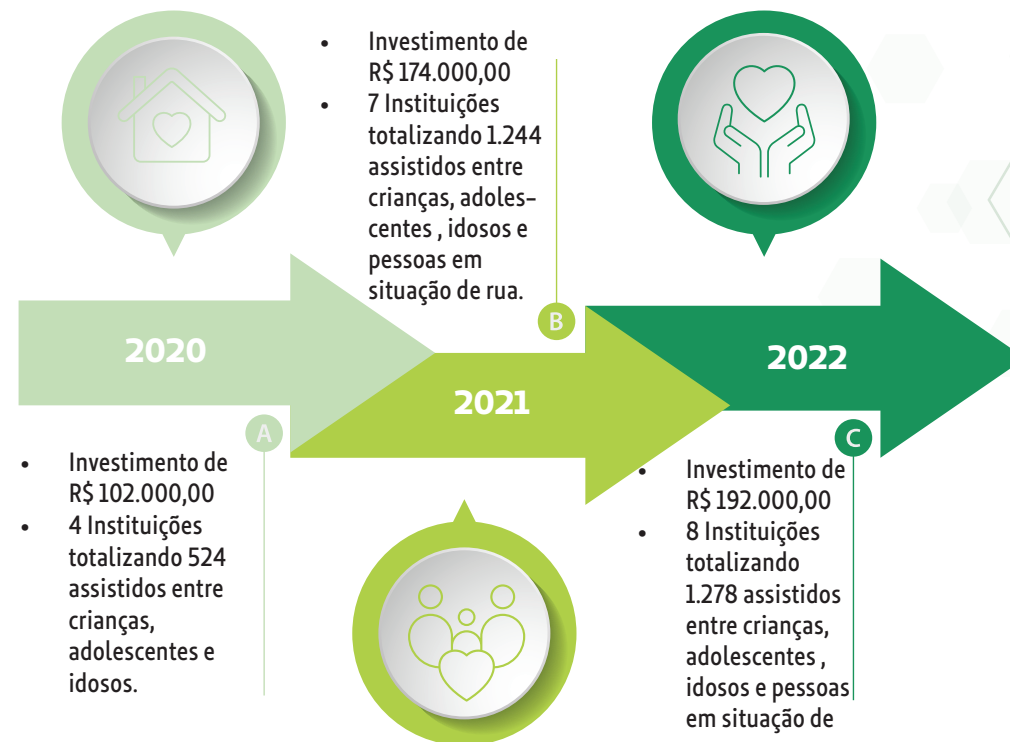 • Investimento de
R$ 174.000,00
• 7 Instituições
totalizando 1.244
assistidos entre
crianças, adoles-
centes , idosos e
pessoas em
situação de rua.
B
2020
2021
2022
A
• Investimento de
R$ 102.000,00
• 4 Instituições
totalizando 524
assistidos entre
crianças,
adolescentes e
idosos.
C
• Investimento de
R$ 192.000,00
• 8 Instituições
totalizando
1.278 assistidos
entre crianças,
adolescentes ,
idosos e pessoas
em situação de